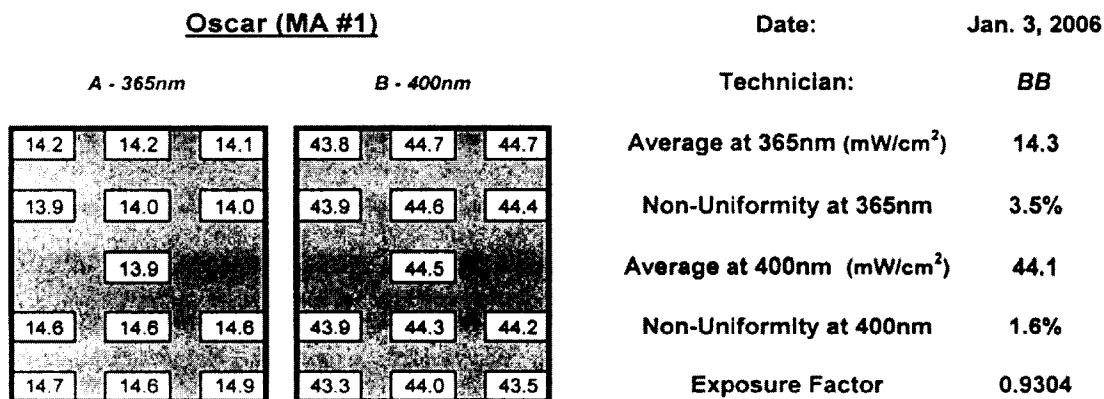 Oscar (MA #1)
A - 365nm
B - 400nm
14.2 14.2 14.1
13.9 14.0 14.0
13.9
14.6 14.6 14.6
14.7 14.6 14.9
43.8 44.7 44.7
43.9 44.6 44.4
44.5
43.9 44.3 44.2
43.3 44.0 43.5
Date: Jan. 3, 2006
Technician: BB
Average at 365nm (mW/cm²) 14.3
Non-Uniformity at 365nm 3.5%
Average at 400nm (mW/cm²) 44.1
Non-Uniformity at 400nm 1.6%
Exposure Factor 0.9304